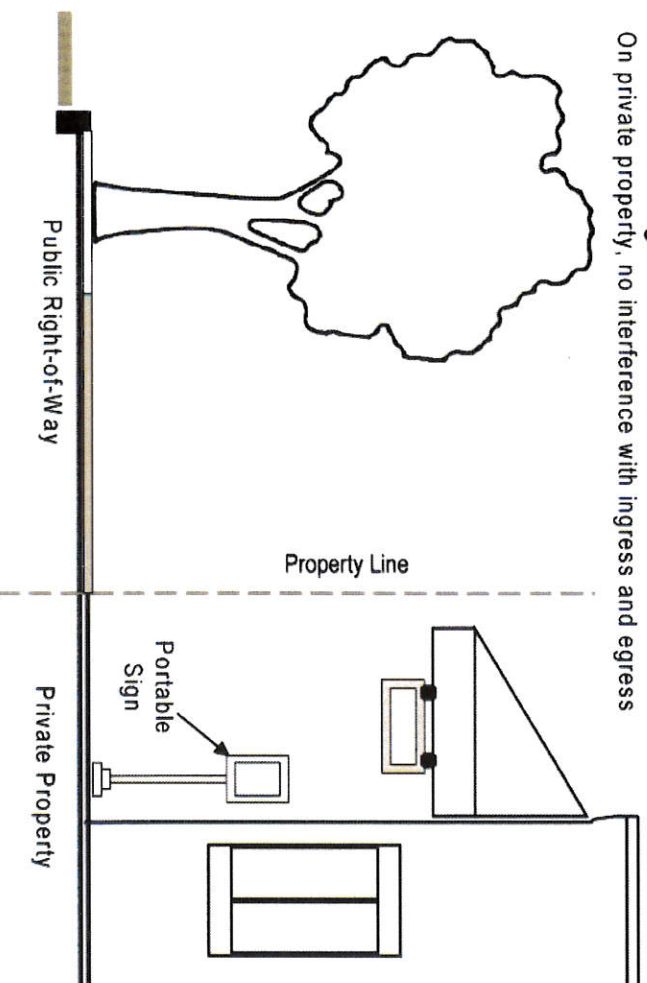 On private property, no interference with ingress and egress
Property Line
Portable
Sign
Public Right-of-Way
Private Property